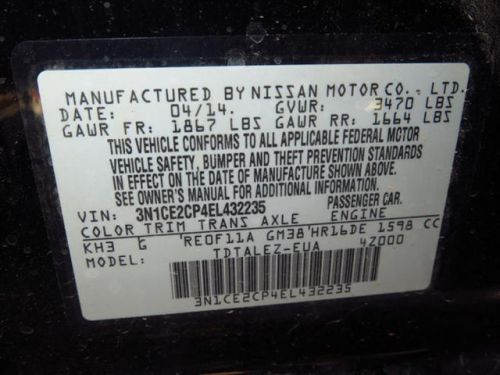 MANUFACTURED BY NISSAN MOTOR CO., LTD.
DATE: 04/14. GVWR: 3470 LBS
GAWR FR: 1867 LBS GAWR RR: 1664 LBS
THIS VEHICLE CONFORMS TO ALL APPLICABLE FEDERAL MOTOR
VEHICLE SAFETY, BUMPER AND THEFT PREVENTION STANDARDS
IN EFFECT ON THE DATE OF MANUFACTURE SHOWN ABOVE.
SEE OWNER'S MANUAL FOR ADDITIONAL INFORMATION.
VIN: 3N1CE2CP4EL432235 PASSENGER CAR.
COLOR TRIM TRANS AXLE ENGINE
KH3 G RE0F11A GM38 HR16DE 1598 CC
MODEL: TDTALEZ-EUA 4Z000
3N1CE2CP4EL432235